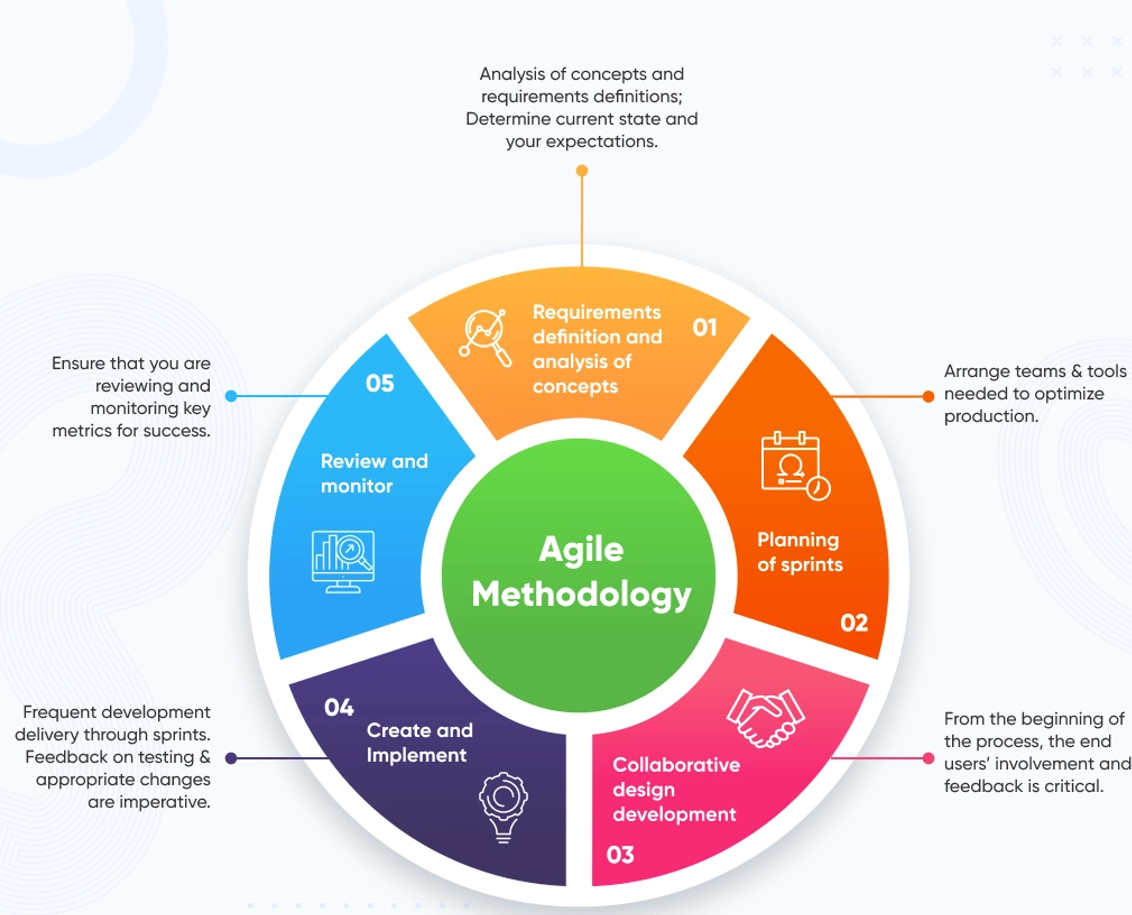 Analysis of concepts and
requirements definitions;
Determine current state and
your expectations.
Requirements
definition and
analysis of
concepts
01
Arrange teams & tools
needed to optimize
production.
Planning
of sprints
02
From the beginning of
the process, the end
users’ involvement and
feedback is critical.
Collaborative
design
development
03
Frequent development
delivery through sprints.
Feedback on testing &
appropriate changes
are imperative.
04
Create and
Implement
Ensure that you are
reviewing and
monitoring key
metrics for success.
05
Review and
monitor
Agile
Methodology